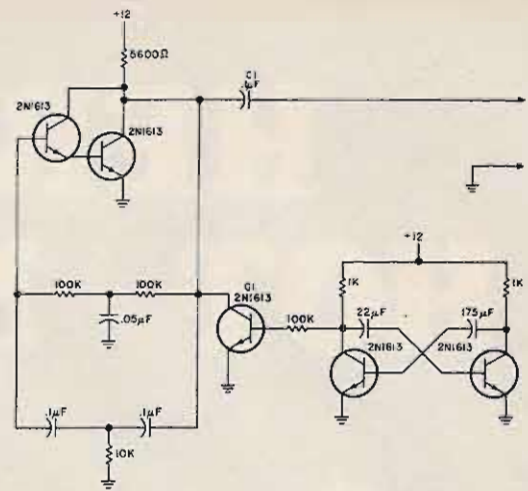 +12
5600Ω
C1
.1µF
2N1613
2N1613
+12
1K
1K
100K
100K
Q1
2N1613
100K
22µF
175µF
.05µF
2N1613
2N1613
.1µF
.1µF
10K